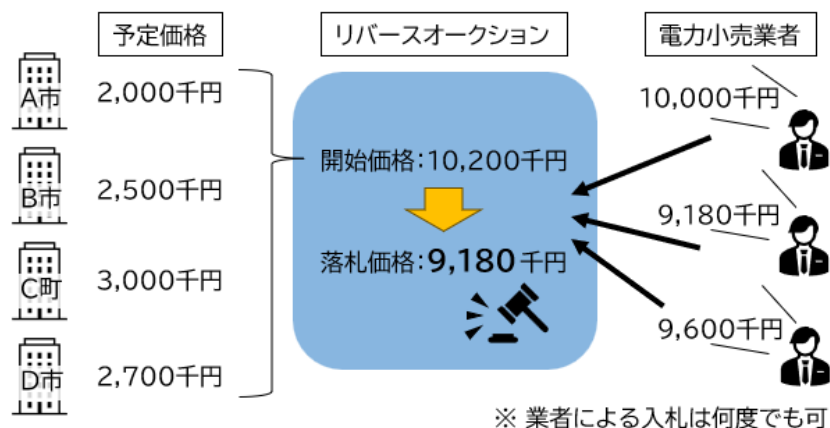 予定価格
リバースオークション
電力小売業者
A市
2,000千円
B市
2,500千円
C町
3,000千円
D市
2,700千円
開始価格：10,200千円
落札価格：9,180千円
10,000千円
9,180千円
9,600千円
※ 業者による入札は何度でも可